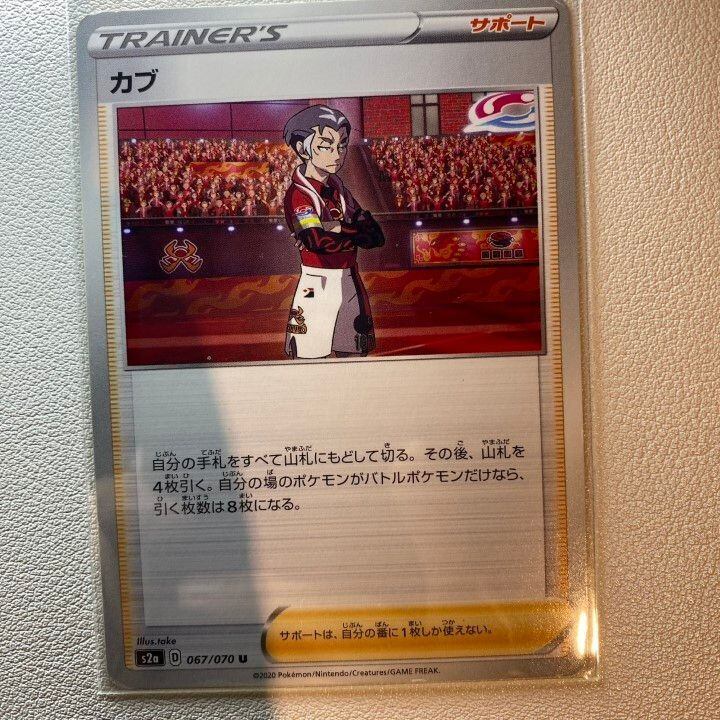 TRAINER'S
サポート
カブ
自分の手札をすべて山札にもどして切る。その後、山札を
4枚引く。自分の場のポケモンがバトルポケモンだけなら、
引く枚数は8枚になる。
サポートは、自分の番に1枚しか使えない。
Illus.take
s2a D 067/070 U
©2020 Pokémon/Nintendo/Creatures/GAME FREAK.